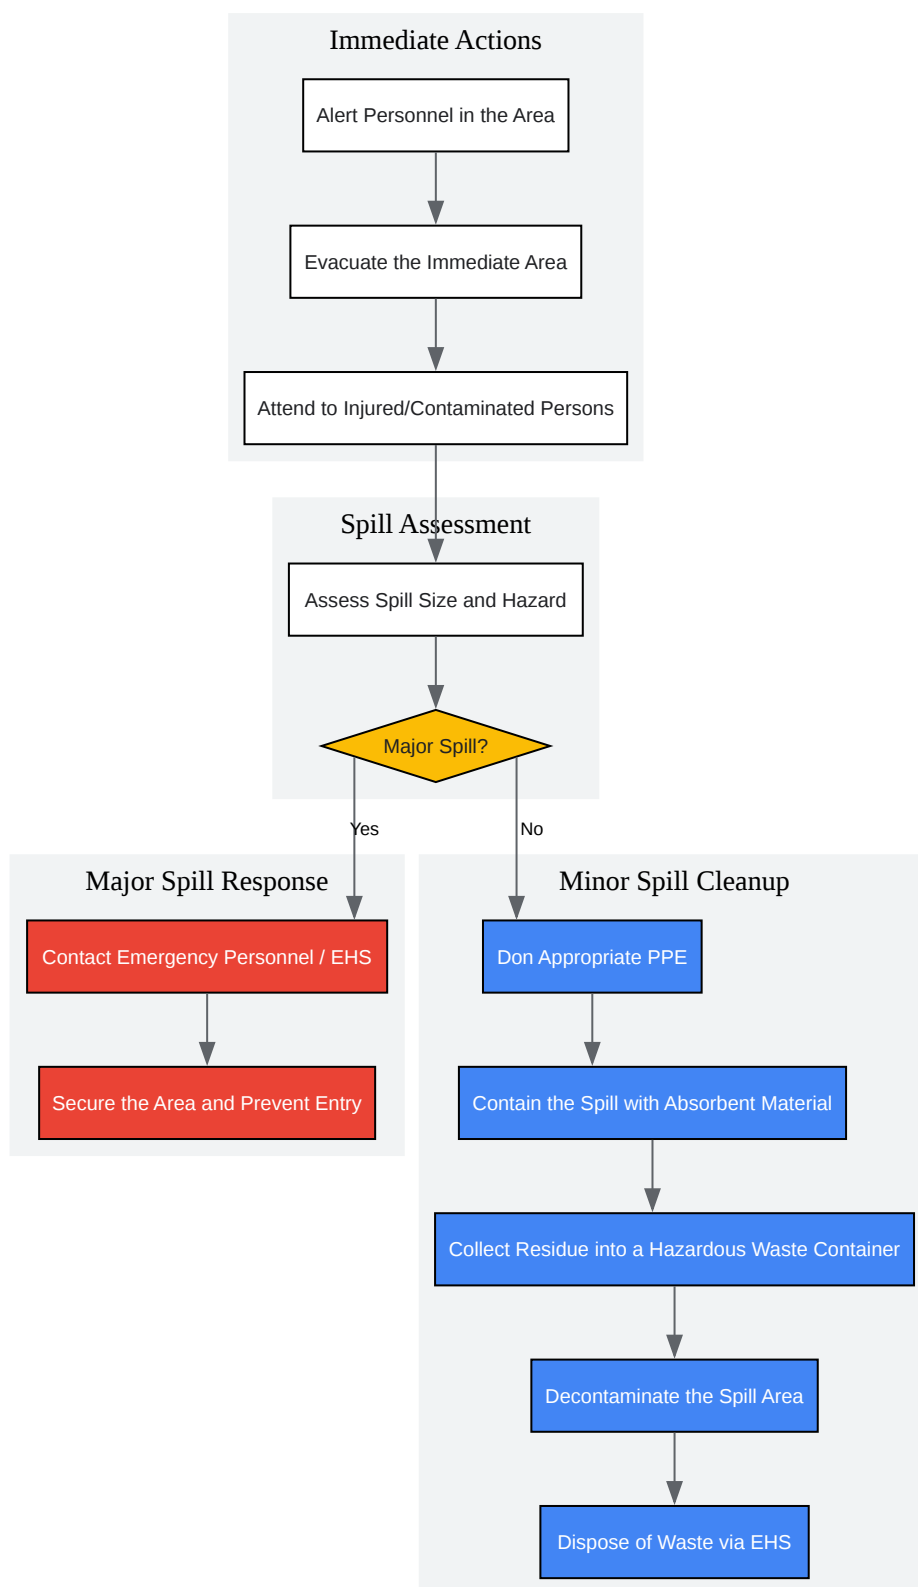 Immediate Actions
Alert Personnel in the Area
Evacuate the Immediate Area
Attend to Injured/Contaminated Persons
Spill Assessment
Assess Spill Size and Hazard
Major Spill?
Yes
No
Major Spill Response
Contact Emergency Personnel / EHS
Secure the Area and Prevent Entry
Minor Spill Cleanup
Don Appropriate PPE
Contain the Spill with Absorbent Material
Collect Residue into a Hazardous Waste Container
Decontaminate the Spill Area
Dispose of Waste via EHS